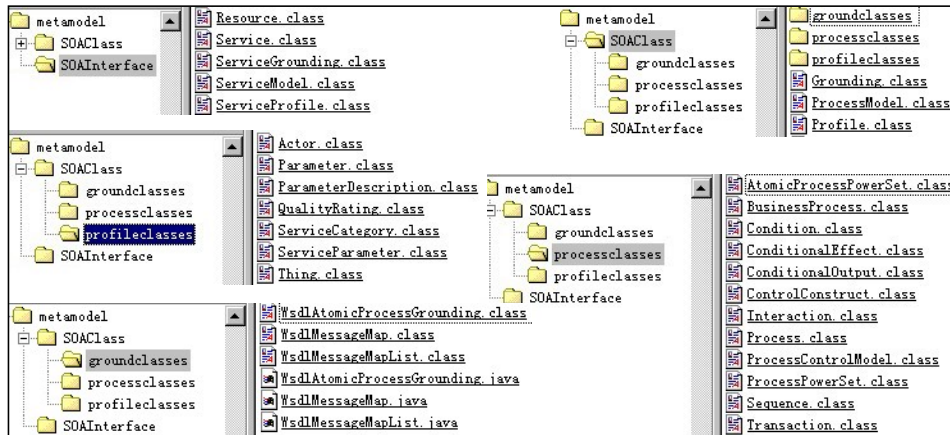 metamodel
SOAClass
SOAInterface
Resource.class
Service.class
ServiceGrounding.class
ServiceModel.class
ServiceProfile.class
metamodel
SOAClass
groundclasses
processclasses
profileclasses
SOAInterface
groundclasses
processclasses
profileclasses
Grounding.class
ProcessModel.class
Profile.class
metamodel
SOAClass
groundclasses
processclasses
profileclasses
SOAInterface
Actor.class
Parameter.class
ParameterDescription.class
QualityRating.class
ServiceCategory.class
ServiceParameter.class
Thing.class
metamodel
SOAClass
groundclasses
processclasses
profileclasses
SOAInterface
AtomicProcessPowerSet.class
BusinessProcess.class
Condition.class
ConditionalEffect.class
ConditionalOutput.class
ControlConstruct.class
Interaction.class
Process.class
ProcessControlModel.class
ProcessPowerSet.class
Sequence.class
Transaction.class
metamodel
SOAClass
groundclasses
processclasses
profileclasses
SOAInterface
WsdlAtomicProcessGrounding.class
WsdlMessageMap.class
WsdlMessageMapList.class
WsdlAtomicProcessGrounding.java
WsdlMessageMap.java
WsdlMessageMapList.java